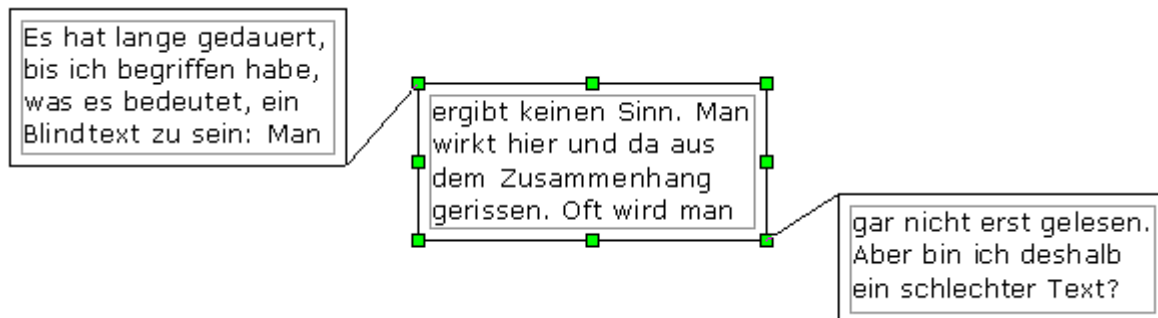 Es hat lange gedauert,
bis ich begriffen habe,
was es bedeutet, ein
Blindtext zu sein: Man
ergibt keinen Sinn. Man
wirkt hier und da aus
dem Zusammenhang
gerissen. Oft wird man
gar nicht erst gelesen.
Aber bin ich deshalb
ein schlechter Text?